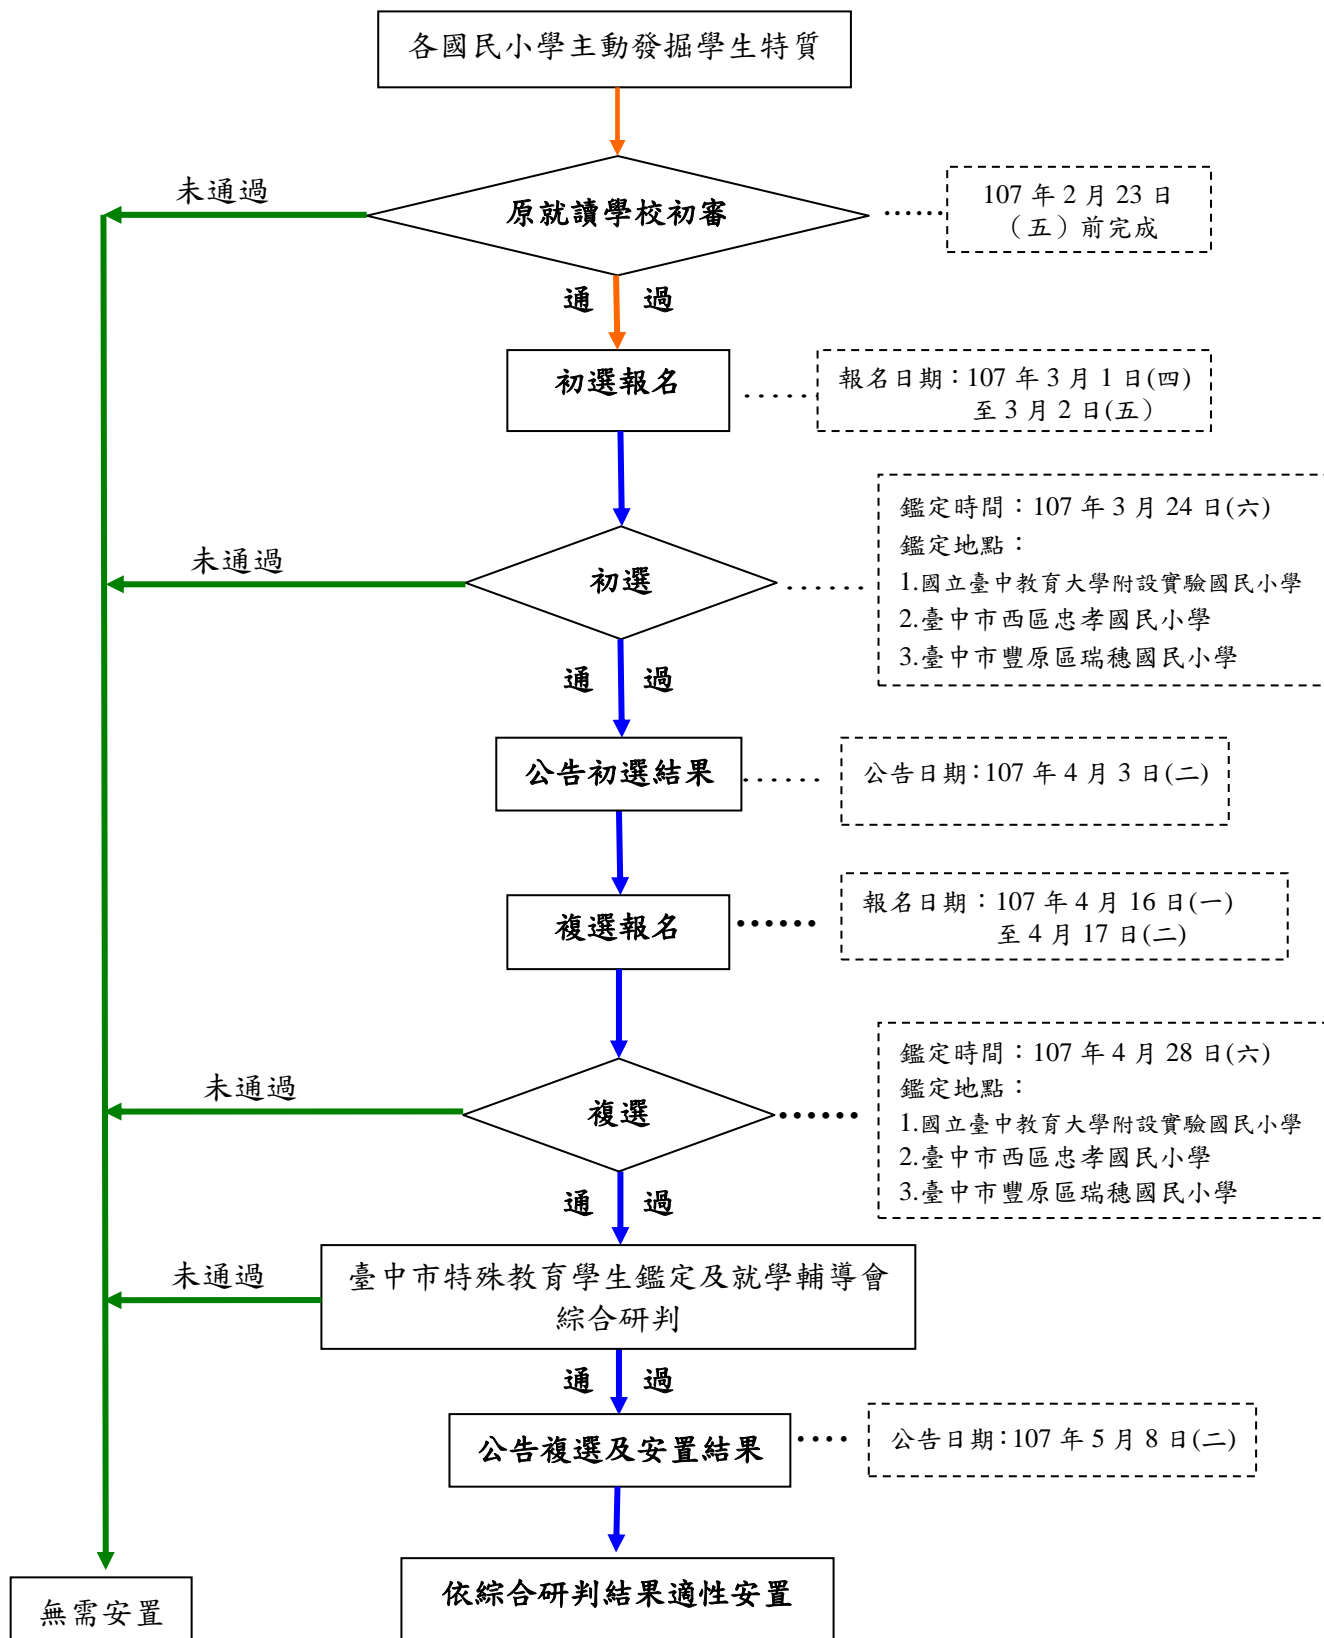 各國民小學主動發掘學生特質
未通過
原就讀學校初審
107 年 2 月 23 日
（五）前完成
通 過
初選報名
報名日期：107 年 3 月 1 日(四)
至 3 月 2 日(五）
未通過
初選
鑑定時間：107 年 3 月 24 日(六)
鑑定地點：
1.國立臺中教育大學附設實驗國民小學
2.臺中市西區忠孝國民小學
3.臺中市豐原區瑞穗國民小學
通 過
公告初選結果
公告日期：107 年 4 月 3 日(二)
複選報名
報名日期：107 年 4 月 16 日(一)
至 4 月 17 日(二)
未通過
複選
鑑定時間：107 年 4 月 28 日(六)
鑑定地點：
1.國立臺中教育大學附設實驗國民小學
2.臺中市西區忠孝國民小學
3.臺中市豐原區瑞穗國民小學
通 過
未通過
臺中市特殊教育學生鑑定及就學輔導會
綜合研判
通 過
公告複選及安置結果
公告日期：107 年 5 月 8 日(二)
依綜合研判結果適性安置
無需安置